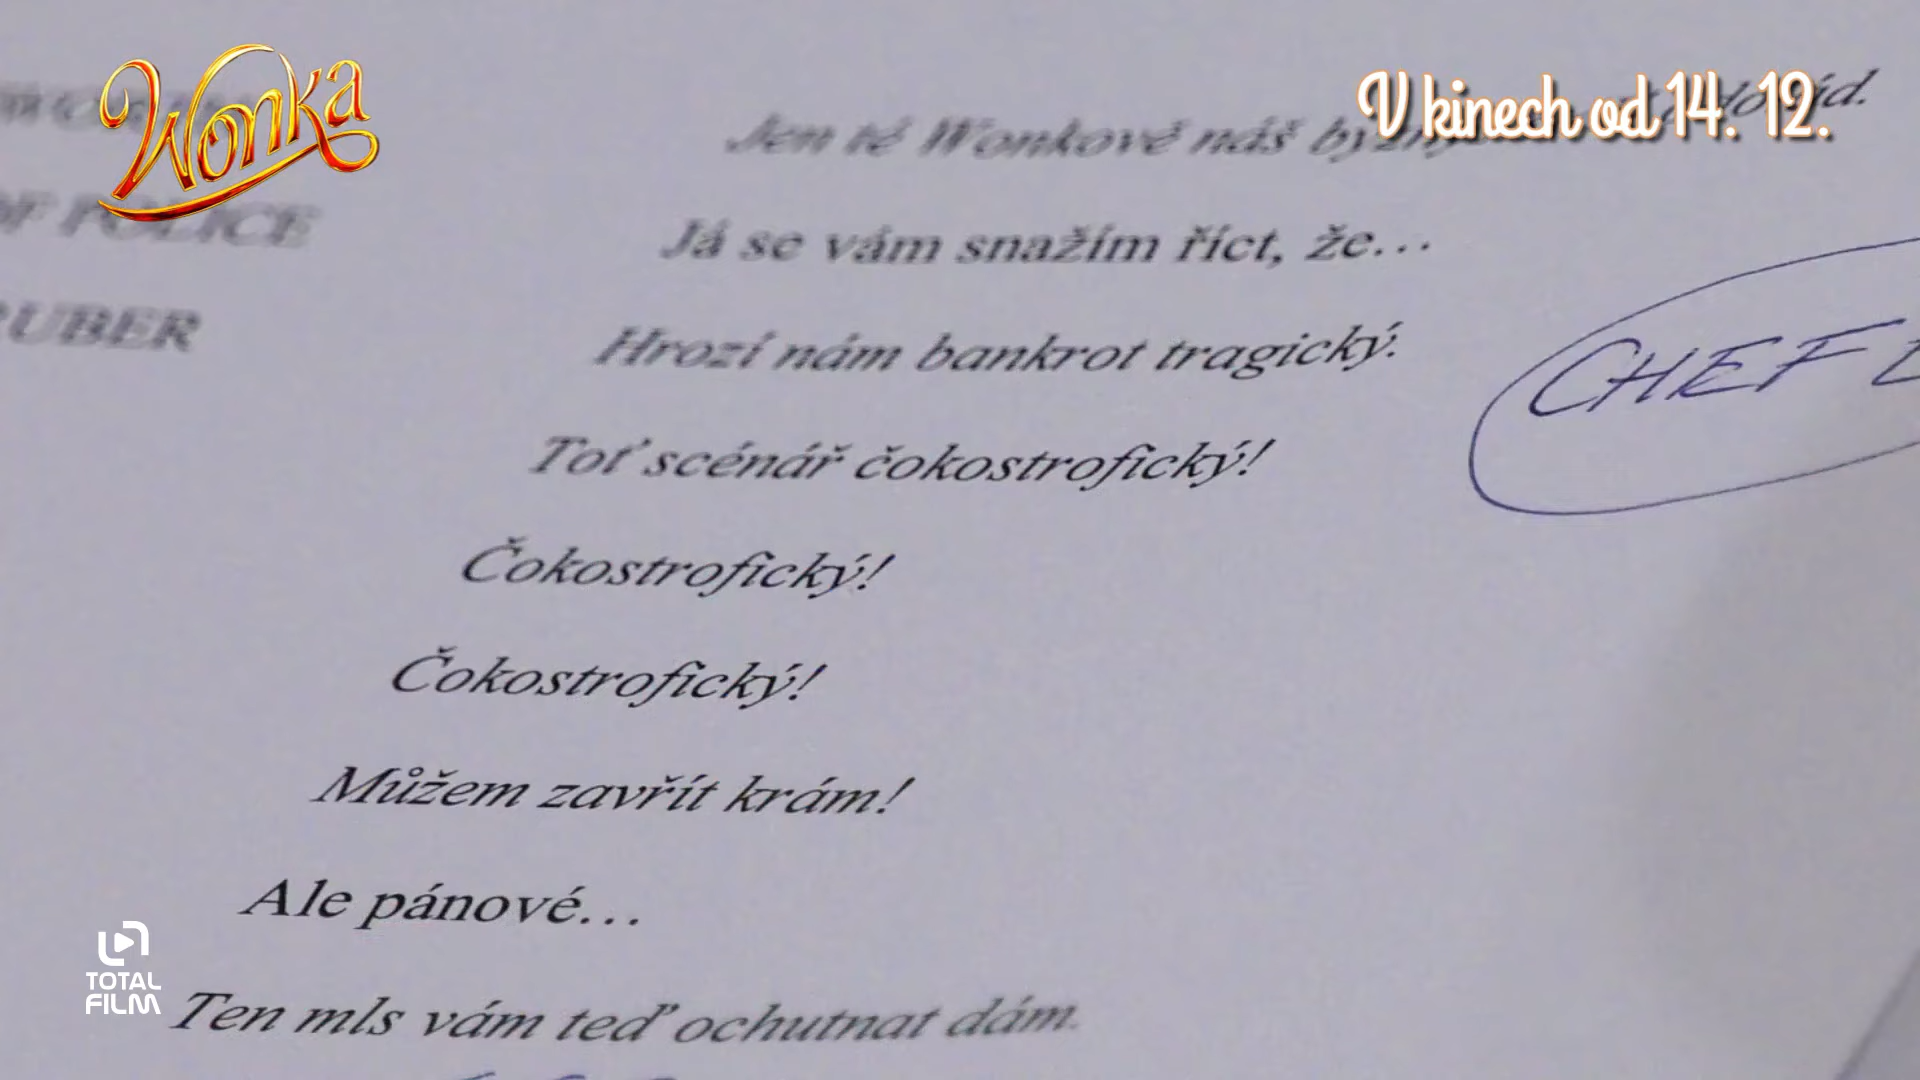 Wonka
V kinech od 14. 12.
Jen té Wonkově náš
OF POLICE
Já se vám snažím říct, že…
Hrozí nám bankrot tragický.
CHEF
Toť scénář čokostrofický!
Čokostrofický!
Čokostrofický!
Můžem zavřít krám!
Ale pánové…
TOTAL
FILM
Ten mls vám teď ochutnat dám.